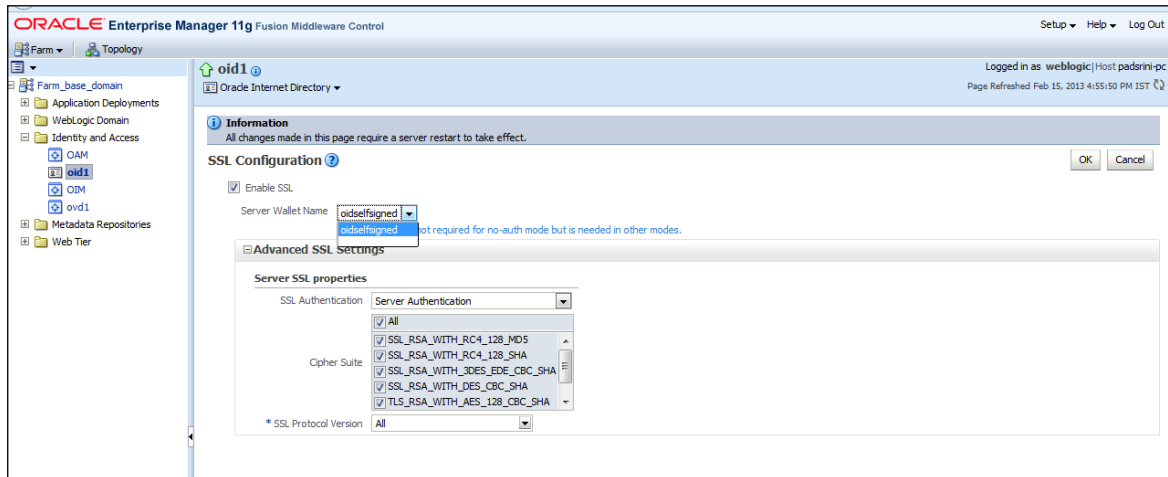 ORACLE Enterprise Manager 11g Fusion Middleware Control
Setup Help Log Out
Farm Topology
Farm_base_domain
Application Deployments
WebLogic Domain
Identity and Access
OAM
oid1
OIM
ovd1
Metadata Repositories
Web Tier
oid1
Logged in as weblogic|Host padsrini-pc
Oracle Internet Directory
Page Refreshed Feb 15, 2013 4:55:50 PM IST
Information
All changes made in this page require a server restart to take effect.
SSL Configuration
OK Cancel
Enable SSL
Server Wallet Name oidselfsigned
oidselfsigned not required for no-auth mode but is needed in other modes.
Advanced SSL Settings
Server SSL properties
SSL Authentication Server Authentication
All
SSL_RSA_WITH_RC4_128_MD5
SSL_RSA_WITH_RC4_128_SHA
Cipher Suite SSL_RSA_WITH_3DES_EDE_CBC_SHA
SSL_RSA_WITH_DES_CBC_SHA
TLS_RSA_WITH_AES_128_CBC_SHA
* SSL Protocol Version All